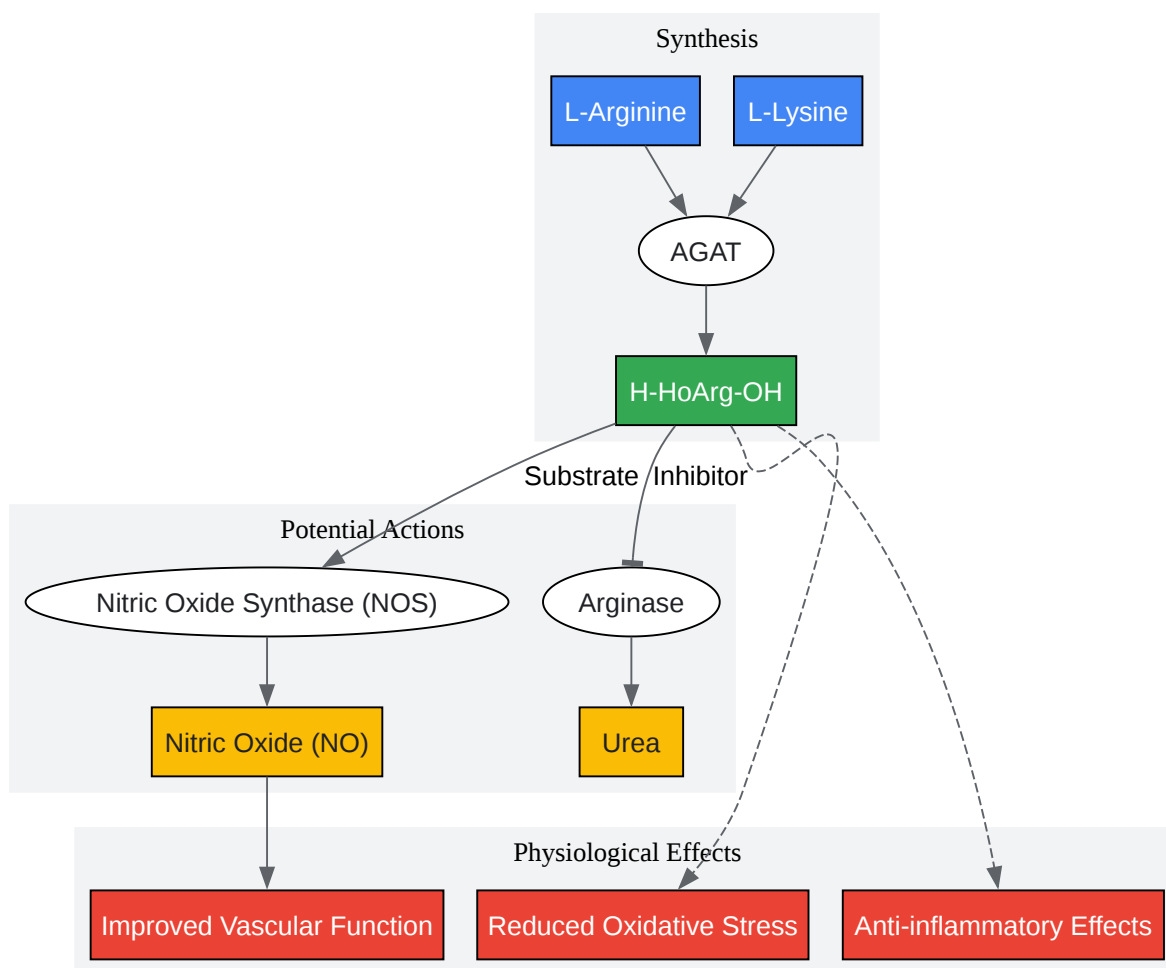 Synthesis
L-Arginine
L-Lysine
AGAT
H-HoArg-OH
Substrate
Inhibitor
Potential Actions
Nitric Oxide Synthase (NOS)
Arginase
Nitric Oxide (NO)
Urea
Physiological Effects
Improved Vascular Function
Reduced Oxidative Stress
Anti-inflammatory Effects